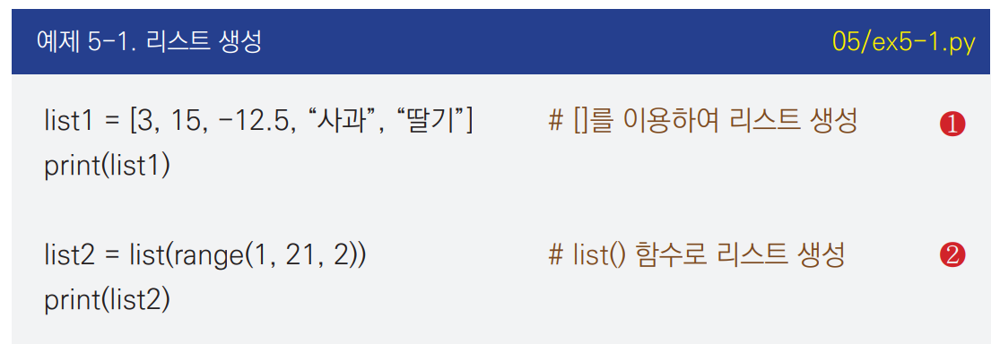 예제 5-1. 리스트 생성 05/ex5-1.py
list1 = [3, 15, -12.5, “사과”, “딸기”] # []를 이용하여 리스트 생성 ❶
print(list1)
list2 = list(range(1, 21, 2)) # list() 함수로 리스트 생성 ❷
print(list2)